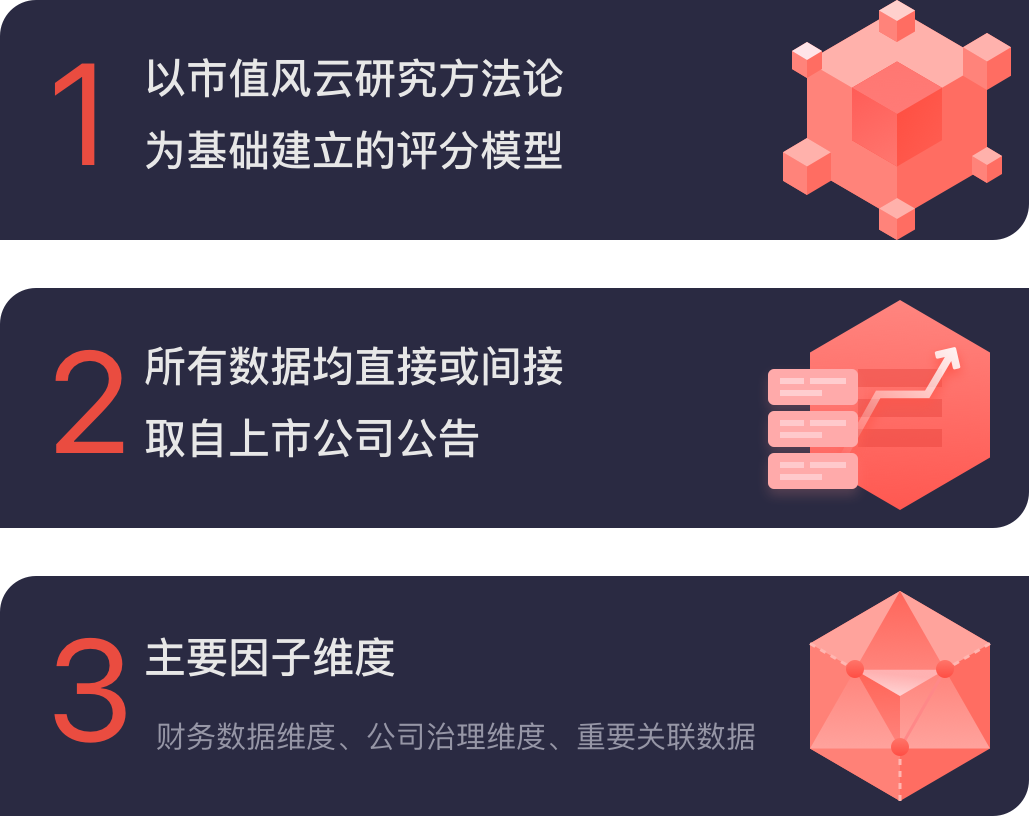 1
以市值风云研究方法论
为基础建立的评分模型
2
所有数据均直接或间接
取自上市公司公告
3
主要因子维度
财务数据维度、公司治理维度、重要关联数据